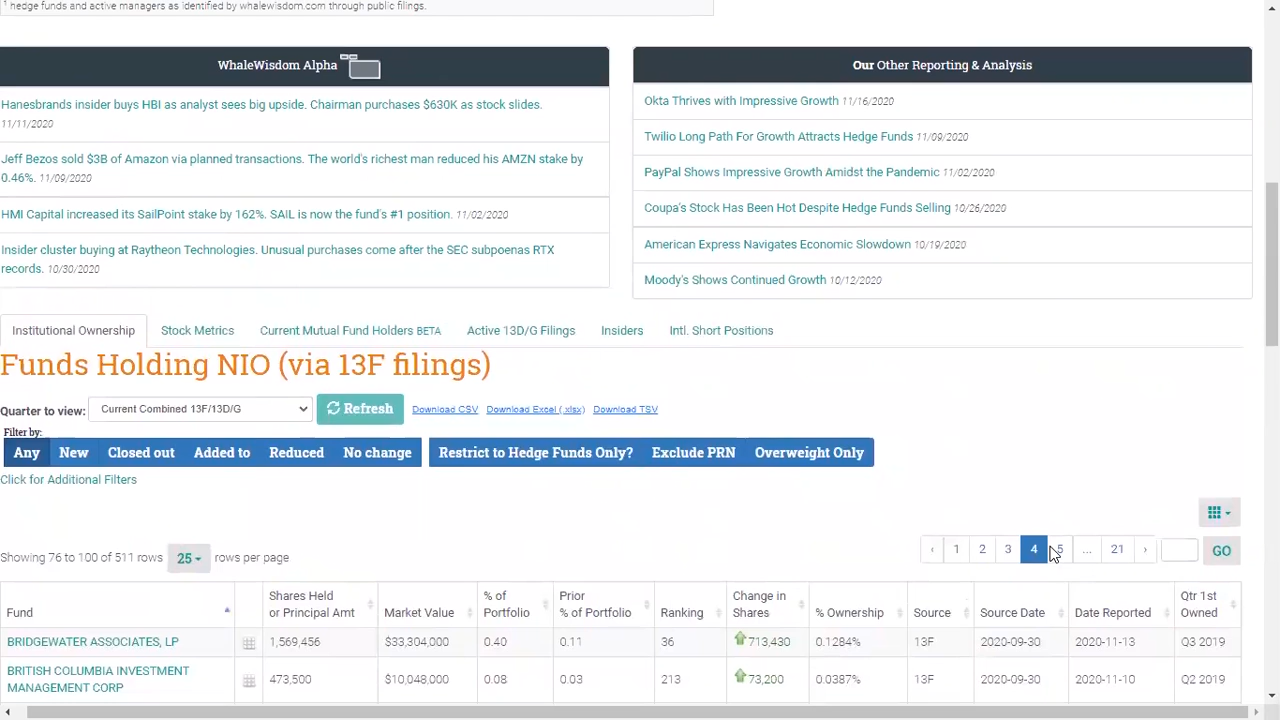 1 hedge funds and active managers as identified by whalewisdom.com through public filings.
WhaleWisdom Alpha
Hanesbrands insider buys HBI as analyst sees big upside. Chairman purchases $630K as stock slides.
11/11/2020
Jeff Bezos sold $3B of Amazon via planned transactions. The world's richest man reduced his AMZN stake by
0.46%. 11/09/2020
HMI Capital increased its SailPoint stake by 162%. SAIL is now the fund's #1 position. 11/02/2020
Insider cluster buying at Raytheon Technologies. Unusual purchases come after the SEC subpoenas RTX
records. 10/30/2020
Our Other Reporting & Analysis
Okta Thrives with Impressive Growth 11/16/2020
Twilio Long Path For Growth Attracts Hedge Funds 11/09/2020
PayPal Shows Impressive Growth Amidst the Pandemic 11/02/2020
Coupa's Stock Has Been Hot Despite Hedge Funds Selling 10/26/2020
American Express Navigates Economic Slowdown 10/19/2020
Moody's Shows Continued Growth 10/12/2020
Institutional Ownership Stock Metrics Current Mutual Fund Holders BETA Active 13D/G Filings Insiders Intl. Short Positions
Funds Holding NIO (via 13F filings)
Quarter to view: Current Combined 13F/13D/G Refresh Download CSV Download Excel (.xlsx) Download TSV
Filter by:
Any New Closed out Added to Reduced No change Restrict to Hedge Funds Only? Exclude PRN Overweight Only
Click for Additional Filters
Showing 76 to 100 of 511 rows 25 rows per page ‹ 1 2 3 4 5 ... 21 › GO
Fund Shares Held or Principal Amt Market Value % of Portfolio Prior % of Portfolio Ranking Change in Shares % Ownership Source Source Date Date Reported Qtr 1st Owned
BRIDGEWATER ASSOCIATES, LP 1,569,456 $33,304,000 0.40 0.11 36 713,430 0.1284% 13F 2020-09-30 2020-11-13 Q3 2019
BRITISH COLUMBIA INVESTMENT MANAGEMENT CORP 473,500 $10,048,000 0.08 0.03 213 73,200 0.0387% 13F 2020-09-30 2020-11-10 Q2 2019